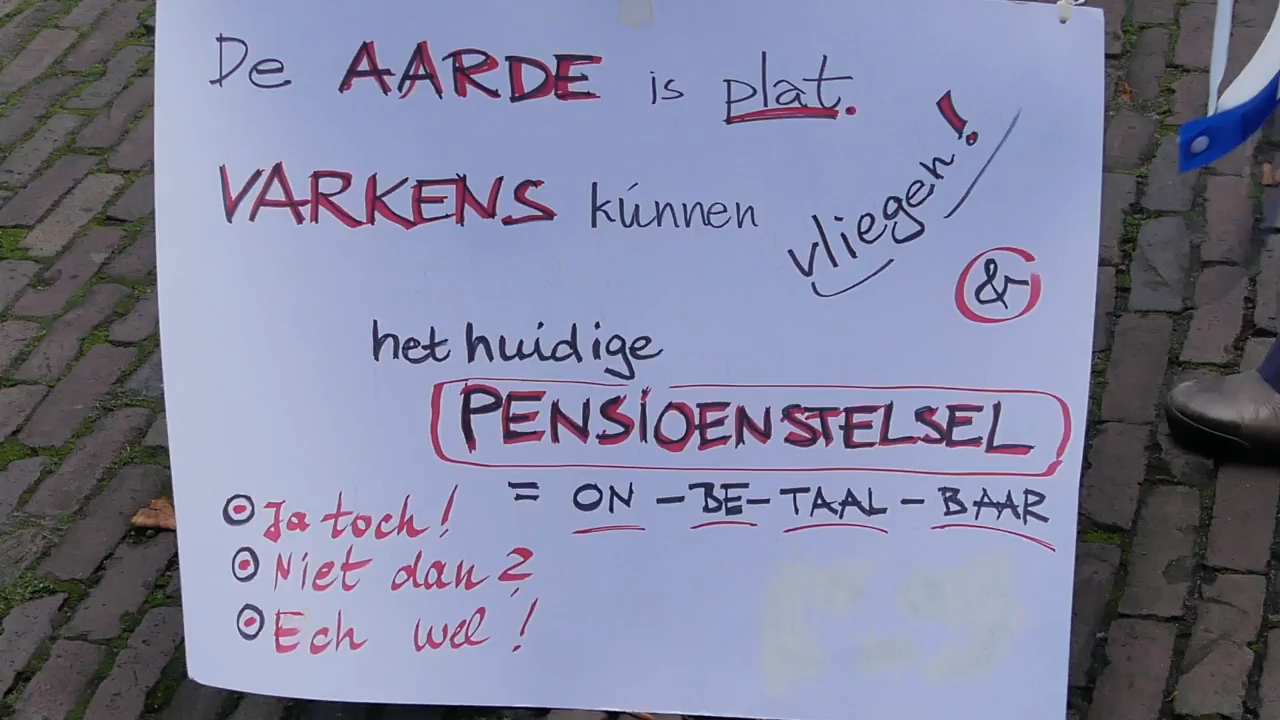 De AARDE is plat.
VARKENS kúnnen vliegen!
&
het huidige
PENSIOENSTELSEL
= ON-BE-TAAL-BAAR
Ja toch!
Niet dan?
Ech wel!